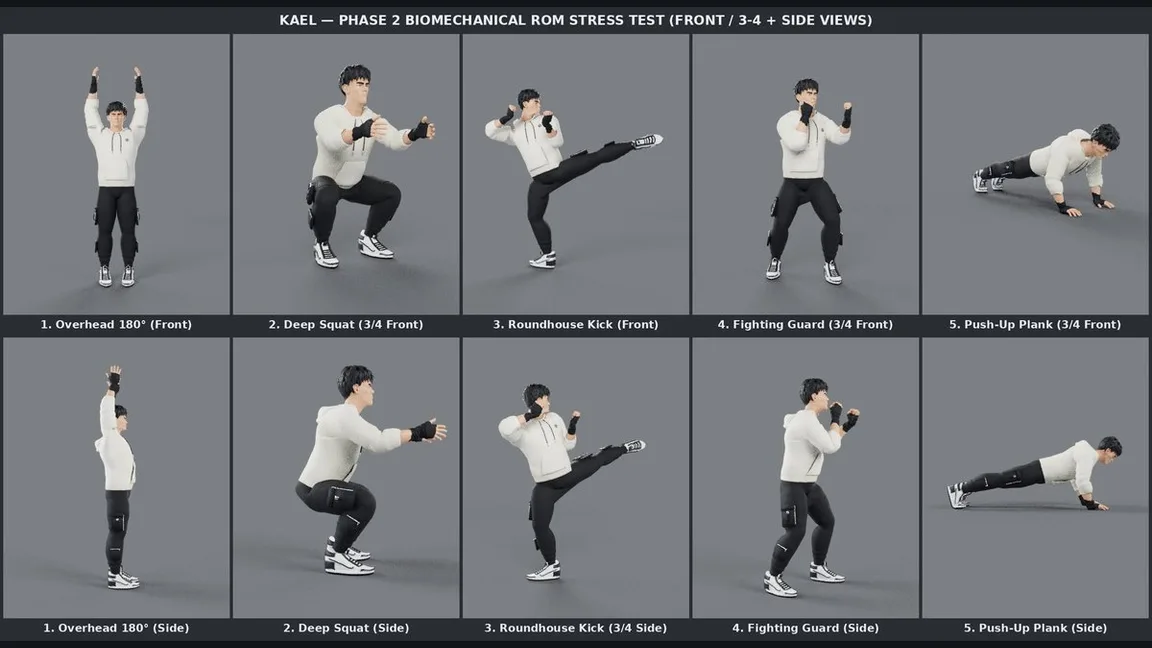 KAEL — PHASE 2 BIOMECHANICAL ROM STRESS TEST (FRONT / 3-4 + SIDE VIEWS)
1. Overhead 180° (Front)
2. Deep Squat (3/4 Front)
3. Roundhouse Kick (Front)
4. Fighting Guard (3/4 Front)
5. Push-Up Plank (3/4 Front)
1. Overhead 180° (Side)
2. Deep Squat (Side)
3. Roundhouse Kick (3/4 Side)
4. Fighting Guard (Side)
5. Push-Up Plank (Side)